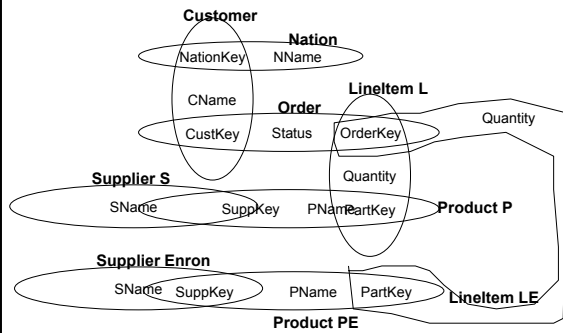 Customer
Nation
NationKey NName
LineItem L
CName
Order
Quantity
CustKey Status OrderKey
Supplier S
Quantity
SName SuppKey PName PartKey Product P
Supplier Enron
SName SuppKey PName PartKey LineItem LE
Product PE